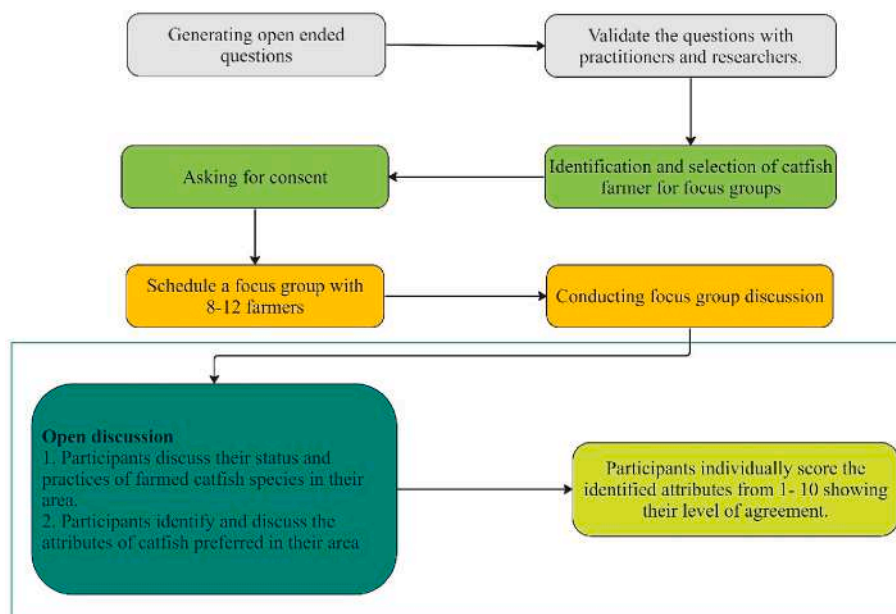 Generating open ended
questions
Validate the questions with
practitioners and researchers.
Identification and selection of catfish
farmer for focus groups
Asking for consent
Schedule a focus group with
8-12 farmers
Conducting focus group discussion
Open discussion
1. Participants discuss their status and
practices of farmed catfish species in their
area.
2. Participants identify and discuss the
attributes of catfish preferred in their area
Participants individually score the
identified attributes from 1- 10 showing
their level of agreement.